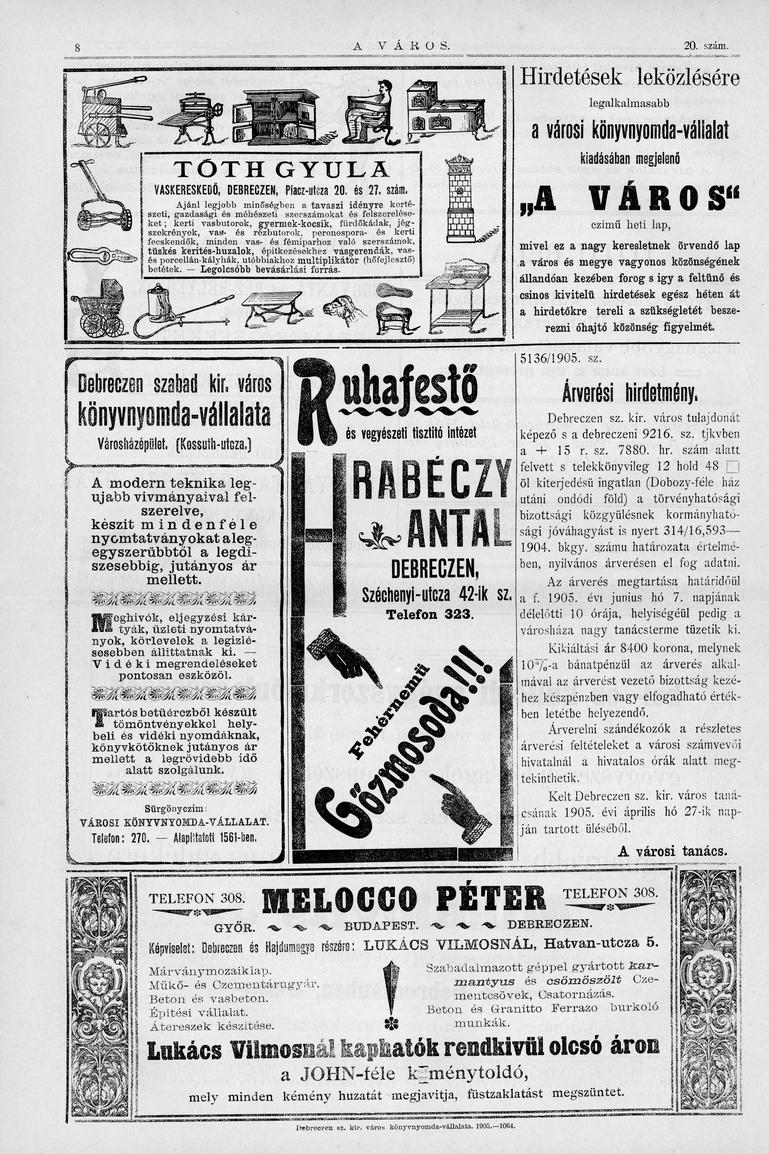 8
A VÁROS.
20. szám.
TÓTH GYULA
VASKERESKEDŐ, DEBRECZEN, Piacz-utcza 20. és 27. szám.
Ajánl legjobb minőségben a tavaszi idényre kerté-
szeti, gazdasági és méhészeti szerszámokat és felszerelése-
ket; kerti vasbutorok, gyermek-kocsik, fürdőkádak, jég-
szekrények, vas- és rézbutorok, peronospora- és kerti
fecskendők, minden vas- és fémiparhoz való szerszámok,
tüskés kerités-huzalok, épitkezésekhez vasgerendák, vas-
és porcellán-kályhák, utóbbiakhoz multiplikátor (hőfejlesztő)
betétek. — Legolcsóbb bevásárlási forrás.
Hirdetések leközlésére
legalkalmasabb
a városi könyvnyomda-vállalat
kiadásában megjelenő
„A VÁROS“
czimű heti lap,
mivel ez a nagy keresletnek örvendő lap
a város és megye vagyonos közönségének
állandóan kezében forog s igy a feltünő és
csinos kivitelü hirdetések egész héten át
a hirdetőkre tereli a szükségletét besze-
rezni óhajtó közönség figyelmét.
Debreczen szabad kir. város
könyvnyomda-vállalata
Városházépület. (Kossuth-utcza.)
A modern teknika leg-
ujabb vivmányaival fel-
szerelve,
készit mindenféle
nyomtatványokat a leg-
egyszerübbtől a legdi-
szesebbig, jutányos ár
mellett.
Meghivók, eljegyzési kár-
tyák, üzleti nyomtatvá-
nyok, körlevelek a legizlé-
sesebben állittatnak ki. —
Vidéki megrendeléseket
pontosan eszközöl.
Tartós betüérczből készült
tömöntvényekkel hely-
beli és vidéki nyomdáknak,
könyvkötőknek jutányos ár
mellett a legrövidebb idő
alatt szolgálunk.
Sürgönyczim:
VÁROSI KÖNYVNYOMDA-VÁLLALAT.
Telefon: 270. — Alapittatott 1561-ben.
Ruhafestő
és vegyészeti tisztitó intézet
HRABÉCZY
ANTAL
DEBRECZEN,
Széchenyi-utcza 42-ik sz.
Telefon 323.
Fehérnemü
Gőzmosoda!!!
5136/1905. sz.
Árverési hirdetmény.
Debreczen sz. kir. város tulajdonát
képező s a debreczeni 9216. sz. tjkvben
a + 15 r. sz. 7880. hr. szám alatt
felvett s telekkönyvileg 12 hold 48 □
öl kiterjedésü ingatlan (Dobozy-féle ház
utáni ondódi föld) a törvényhatósági
bizottsági közgyülésnek kormányható-
sági jóváhagyást is nyert 314/16,593—
1904. bkgy. számu határozata értelmé-
ben, nyilvános árverésen el fog adatni.
Az árverés megtartása határidőül
a f. 1905. évi junius hó 7. napjának
délelőtti 10 órája, helyiségéül pedig a
városháza nagy tanácsterme tüzetik ki.
Kikiáltási ár 8400 korona, melynek
10%-a bánatpénzül az árverés alkal-
mával az árverést vezető bizottság kezé-
hez készpénzben vagy elfogadható érték-
ben letétbe helyezendő.
Árverelni szándékozók a részletes
árverési feltételeket a városi számvevői
hivatalnál a hivatalos órák alatt meg-
tekinthetik.
Kelt Debreczen sz. kir. város taná-
csának 1905. évi április hó 27-ik nap-
ján tartott üléséből.
A városi tanács.
TELEFON 308. MELOCCO PÉTER TELEFON 308.
GYŐR. BUDAPEST. DEBRECZEN.
Képviselet: Debreczen és Hajdumegye részére: LUKÁCS VILMOSNÁL, Hatvan-utcza 5.
Márványmozaiklap.
Mükő- és Czementárugyár.
Beton és vasbeton.
Épitési vállalat.
Átereszek készitése.
Szabadalmazott géppel gyártott kar-
mantyus és csömöszölt Cze-
mentcsövek, Csatornázás.
Beton és Granitto Ferrazo burkoló
munkák.
Lukács Vilmosnál kaphatók rendkivül olcsó áron
a JOHN-féle kéménytoldó,
mely minden kémény huzatát megjavitja, füstzaklatást megszüntet.
Debreczen sz. kir. város könyvnyomda-vállalata. 1905.—1064.